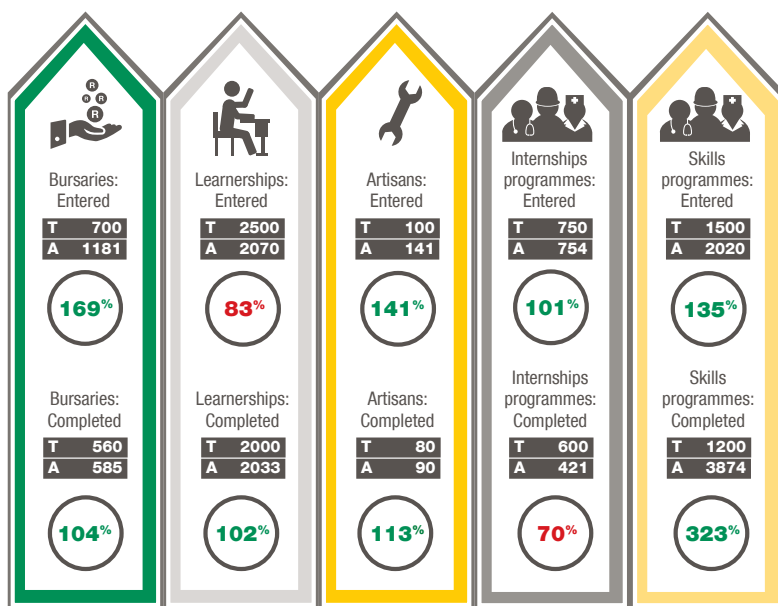 R
R
R
R
Bursaries:
Entered
T 700
A 1181
169%
Bursaries:
Completed
T 560
A 585
104%
Learnerships:
Entered
T 2500
A 2070
83%
Learnerships:
Completed
T 2000
A 2033
102%
Artisans:
Entered
T 100
A 141
141%
Artisans:
Completed
T 80
A 90
113%
Internships
programmes:
Entered
T 750
A 754
101%
Internships
programmes:
Completed
T 600
A 421
70%
Skills
programmes:
Entered
T 1500
A 2020
135%
Skills
programmes:
Completed
T 1200
A 3874
323%